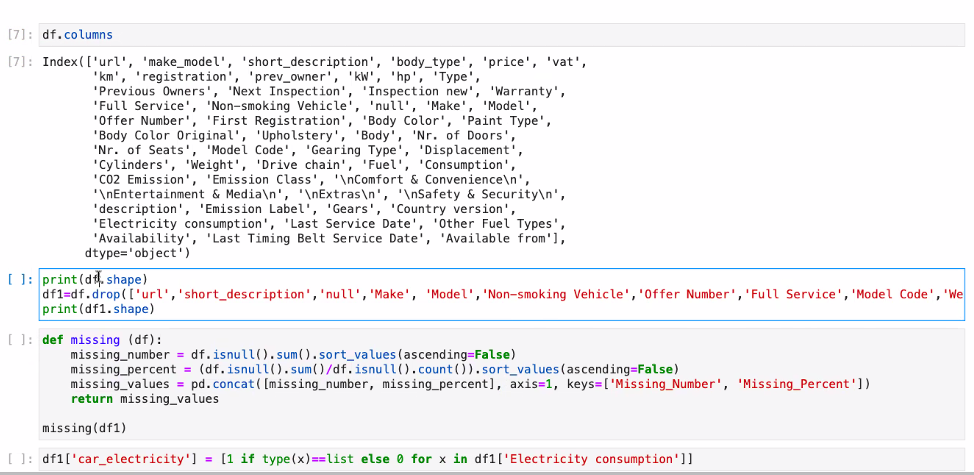 [7]: df.columns
[7]: Index(['url', 'make_model', 'short_description', 'body_type', 'price', 'vat',
'km', 'registration', 'prev_owner', 'kW', 'hp', 'Type',
'Previous Owners', 'Next Inspection', 'Inspection new', 'Warranty',
'Full Service', 'Non-smoking Vehicle', 'null', 'Make', 'Model',
'Offer Number', 'First Registration', 'Body Color', 'Paint Type',
'Body Color Original', 'Upholstery', 'Body', 'Nr. of Doors',
'Nr. of Seats', 'Model Code', 'Gearing Type', 'Displacement',
'Cylinders', 'Weight', 'Drive chain', 'Fuel', 'Consumption',
'CO2 Emission', 'Emission Class', '\nComfort & Convenience\n',
'\nEntertainment & Media\n', '\nExtras\n', '\nSafety & Security\n',
'description', 'Emission Label', 'Gears', 'Country version',
'Electricity consumption', 'Last Service Date', 'Other Fuel Types',
'Availability', 'Last Timing Belt Service Date', 'Available from'],
dtype='object')
[ ]: print(df.shape)
df1=df.drop(['url','short_description','null','Make', 'Model','Non-smoking Vehicle','Offer Number','Full Service','Model Code','We
print(df1.shape)
[ ]: def missing (df):
missing_number = df.isnull().sum().sort_values(ascending=False)
missing_percent = (df.isnull().sum()/df.isnull().count()).sort_values(ascending=False)
missing_values = pd.concat([missing_number, missing_percent], axis=1, keys=['Missing_Number', 'Missing_Percent'])
return missing_values
missing(df1)
[ ]: df1['car_electricity'] = [1 if type(x)==list else 0 for x in df1['Electricity consumption']]